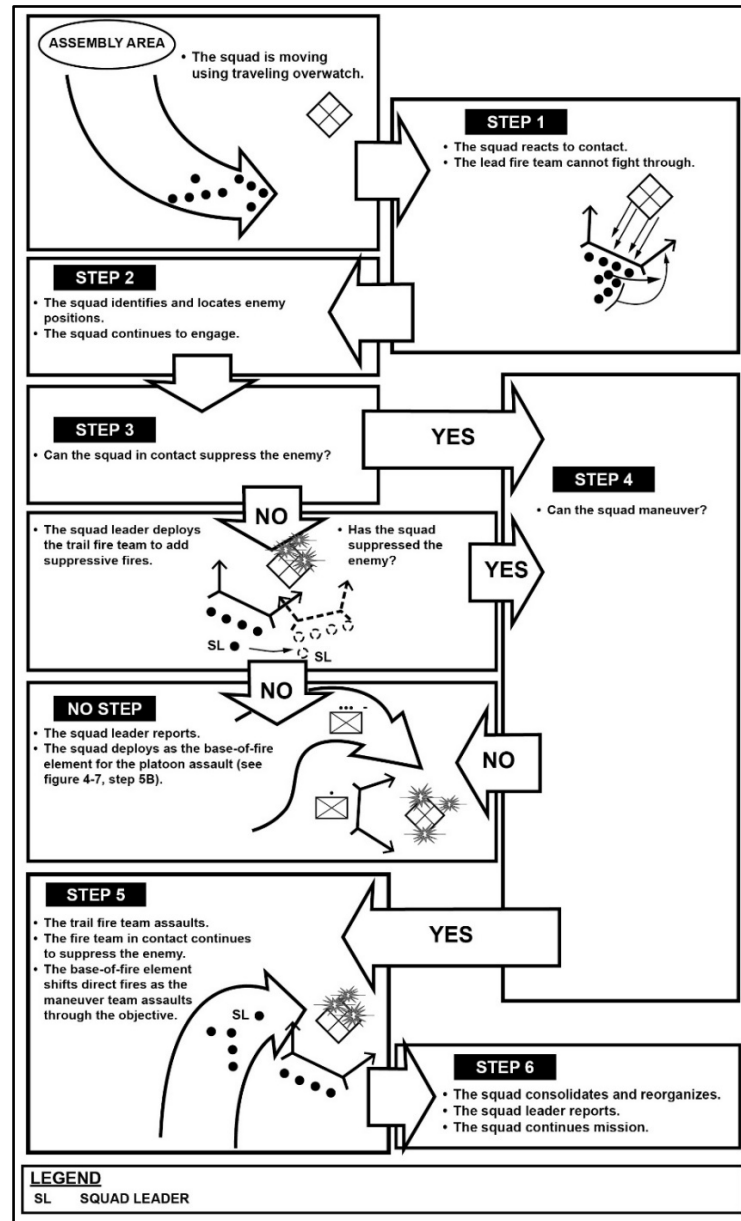 ASSEMBLY AREA
• The squad is moving
using traveling overwatch.
STEP 1
• The squad reacts to contact.
• The lead fire team cannot fight through.
STEP 2
• The squad identifies and locates enemy
positions.
• The squad continues to engage.
STEP 3
• Can the squad in contact suppress the enemy?
YES
STEP 4
• Can the squad maneuver?
NO
• The squad leader deploys
the trail fire team to add
suppressive fires.
• Has the squad
suppressed the
enemy?
YES
SL
SL
NO
NO STEP
• The squad leader reports.
• The squad deploys as the base-of-fire
element for the platoon assault (see
figure 4-7, step 5B).
NO
STEP 5
• The trail fire team assaults.
• The fire team in contact continues
to suppress the enemy.
• The base-of-fire element
shifts direct fires as the
maneuver team assaults
through the objective.
YES
SL
STEP 6
• The squad consolidates and reorganizes.
• The squad leader reports.
• The squad continues mission.
LEGEND
SL SQUAD LEADER